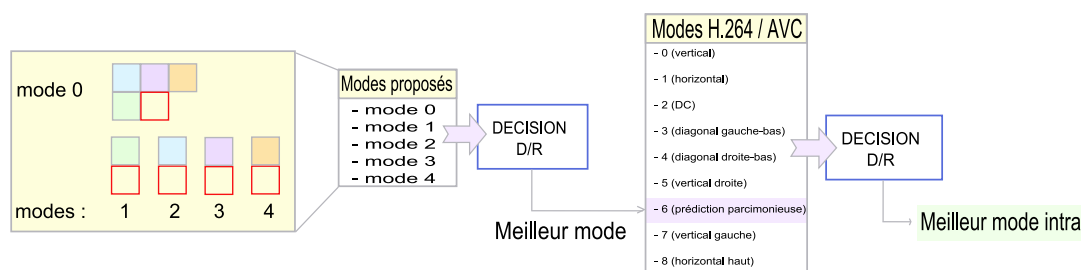 mode 0
modes : 1 2 3 4
Modes proposés
- mode 0
- mode 1
- mode 2
- mode 3
- mode 4
DECISION
D/R
Meilleur mode
Modes H.264 / AVC
- 0 (vertical)
- 1 (horizontal)
- 2 (DC)
- 3 (diagonal gauche-bas)
- 4 (diagonal droite-bas)
- 5 (vertical droite)
- 6 (prédiction parcimonieuse)
- 7 (vertical gauche)
- 8 (horizontal haut)
DECISION
D/R
Meilleur mode intra